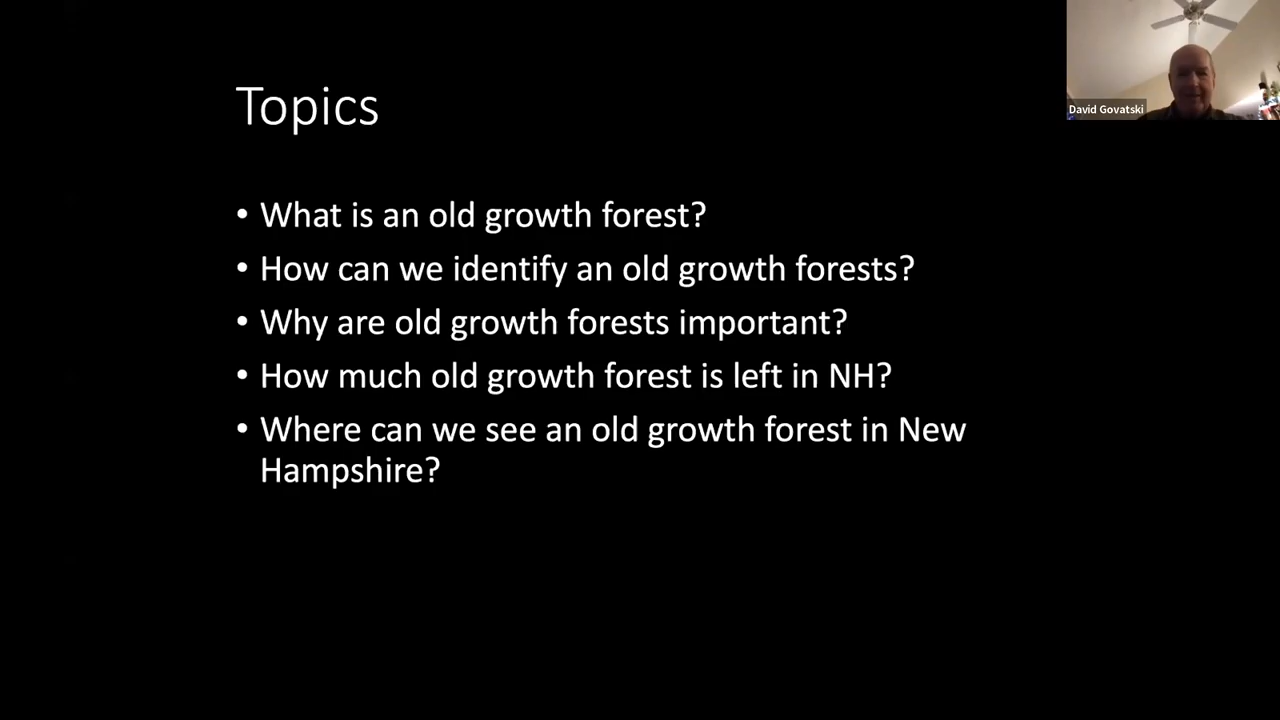 David Govatski
Topics
• What is an old growth forest?
• How can we identify an old growth forests?
• Why are old growth forests important?
• How much old growth forest is left in NH?
• Where can we see an old growth forest in New
Hampshire?